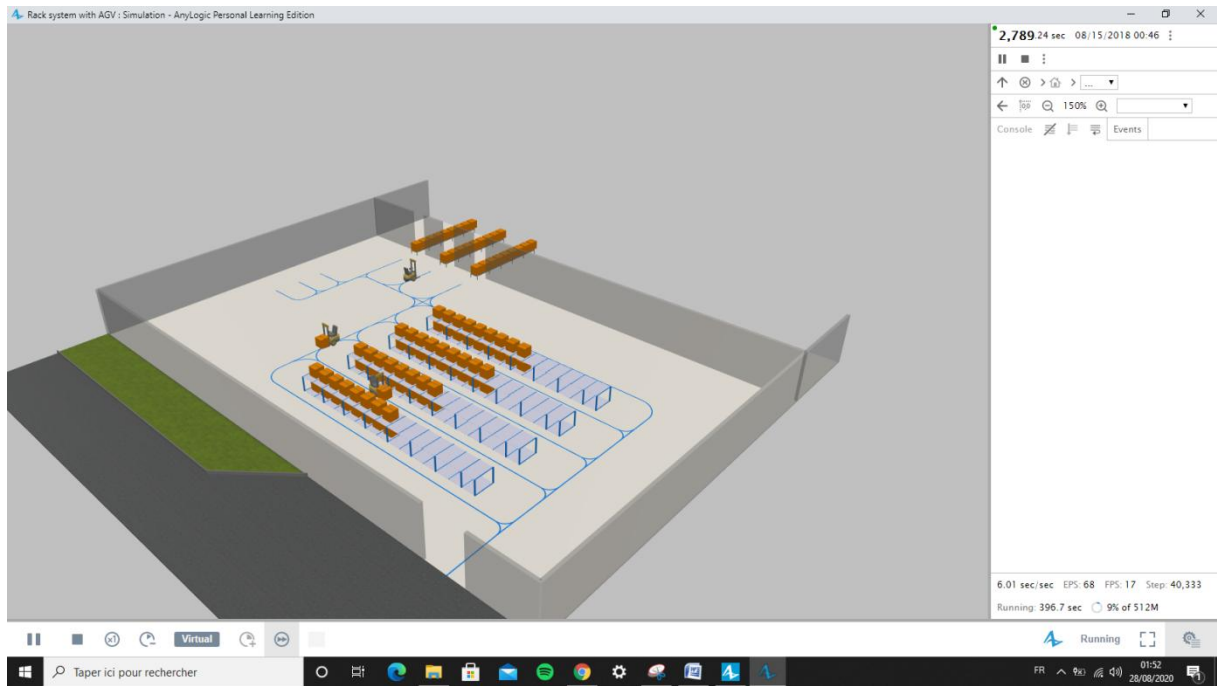 Rack system with AGV : Simulation - AnyLogic Personal Learning Edition
2,789.24 sec 08/15/2018 00:46
...
150%
Console Events
6.01 sec/sec EPS: 68 FPS: 17 Step: 40,333
Running: 396.7 sec 9% of 512M
x1 Virtual Running
Taper ici pour rechercher
FR 01:52
28/08/2020